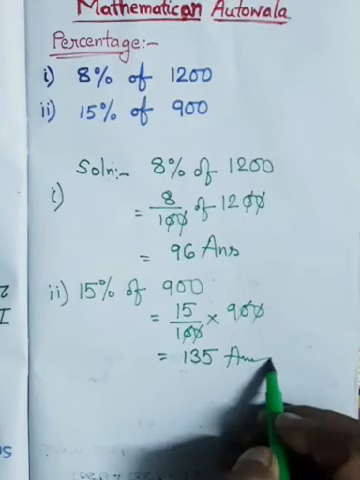 Mathematican Autowala
Percentage:-
i) 8% of 1200
ii) 15% of 900
Soln:- 8% of 1200
i)
= 8/100 of 1200
= 96 Ans
ii) 15% of 900
= 15/100 × 900
= 135 Ans